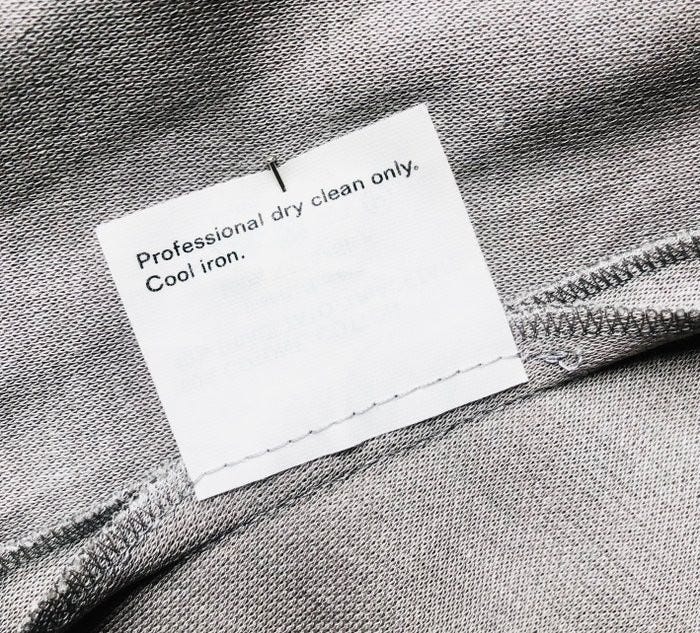 Professional dry clean only.
Cool iron.